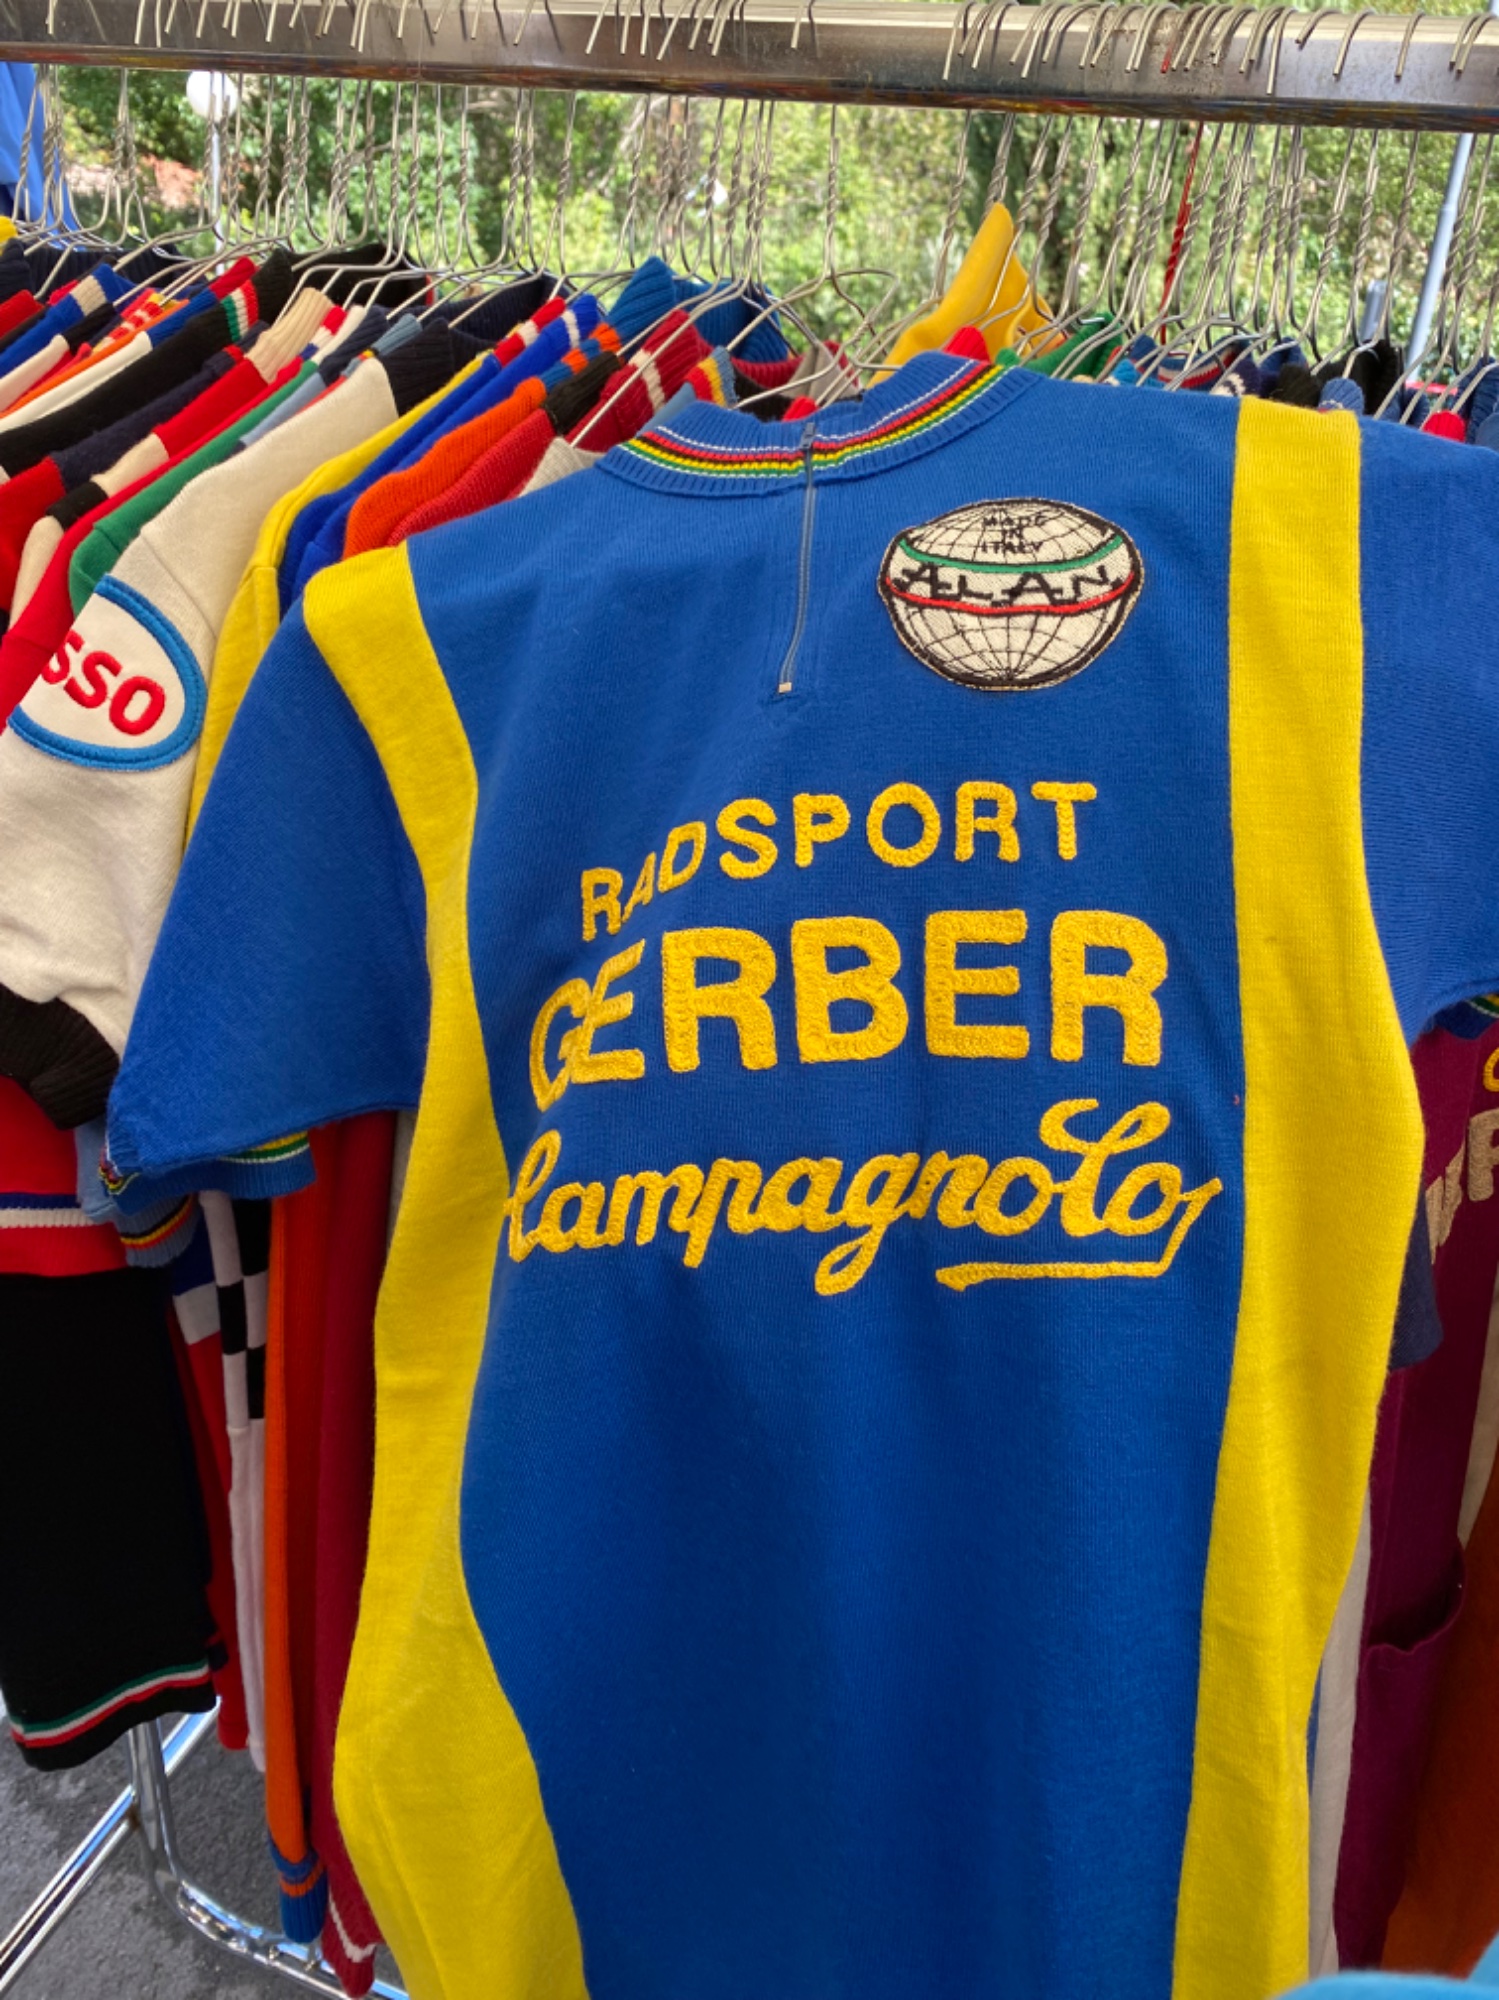 MADE
IN
ITALY
ALAN
SSO
RADSPORT
GERBER
Campagnolo